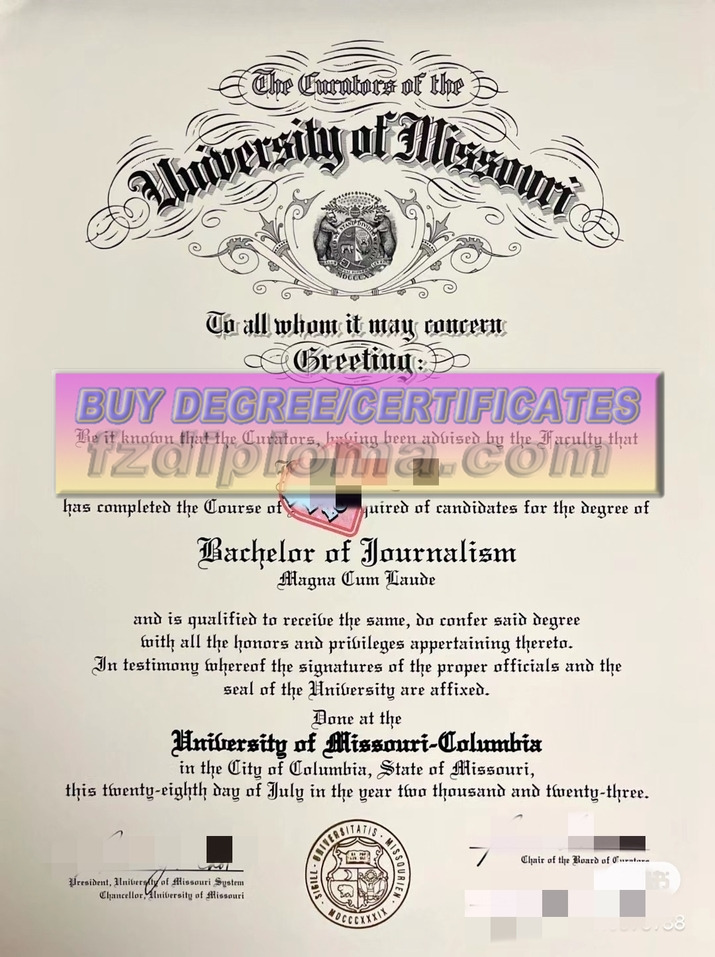 The Curators of the
University of Missouri
To all whom it may concern
Greeting:
BUY DEGREE/CERTIFICATES
Be it known that the Curators, having been advised by the Faculty that
fzdiploma.com
has completed the Course of required of candidates for the degree of
Bachelor of Journalism
Magna Cum Laude
and is qualified to receive the same, do confer said degree
with all the honors and privileges appertaining thereto.
In testimony whereof the signatures of the proper officials and the
seal of the University are affixed.
Done at the
University of Missouri-Columbia
in the City of Columbia, State of Missouri,
this twenty-eighth day of July in the year two thousand and twenty-three.
SIGILL · UNIVERSITATIS · MISSOURIEN
MDCCCXXXIX
President, University of Missouri System
Chancellor, University of Missouri
Chair of the Board of Curators